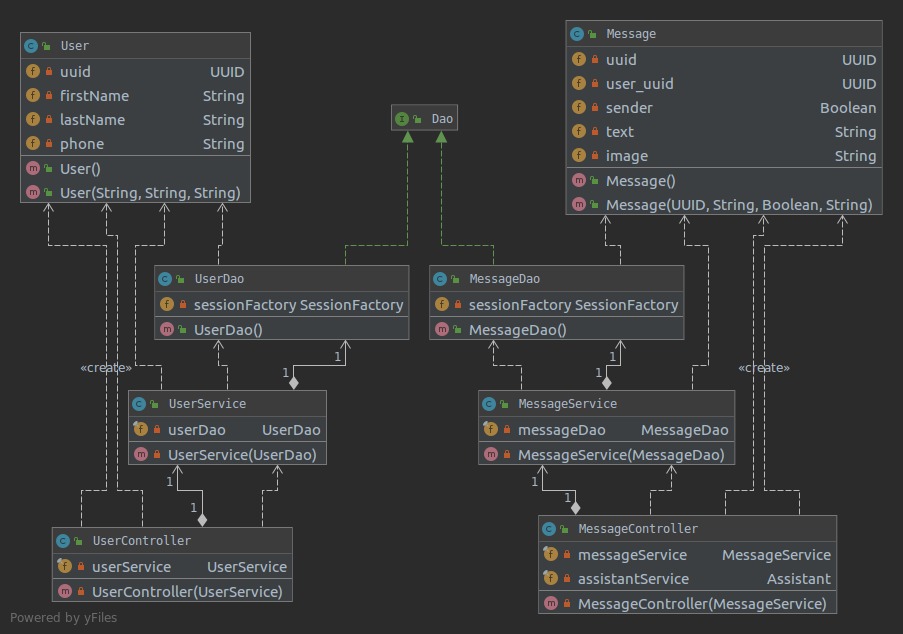 User
uuid UUID
firstName String
lastName String
phone String
User()
User(String, String, String)
Dao
Message
uuid UUID
user_uuid UUID
sender Boolean
text String
image String
Message()
Message(UUID, String, Boolean, String)
UserDao
sessionFactory SessionFactory
UserDao()
MessageDao
sessionFactory SessionFactory
MessageDao()
«create»
1
1
1
1
«create»
UserService
userDao UserDao
UserService(UserDao)
MessageService
messageDao MessageDao
MessageService(MessageDao)
1
1
1
1
UserController
userService UserService
UserController(UserService)
MessageController
messageService MessageService
assistantService Assistant
MessageController(MessageService)
Powered by yFiles